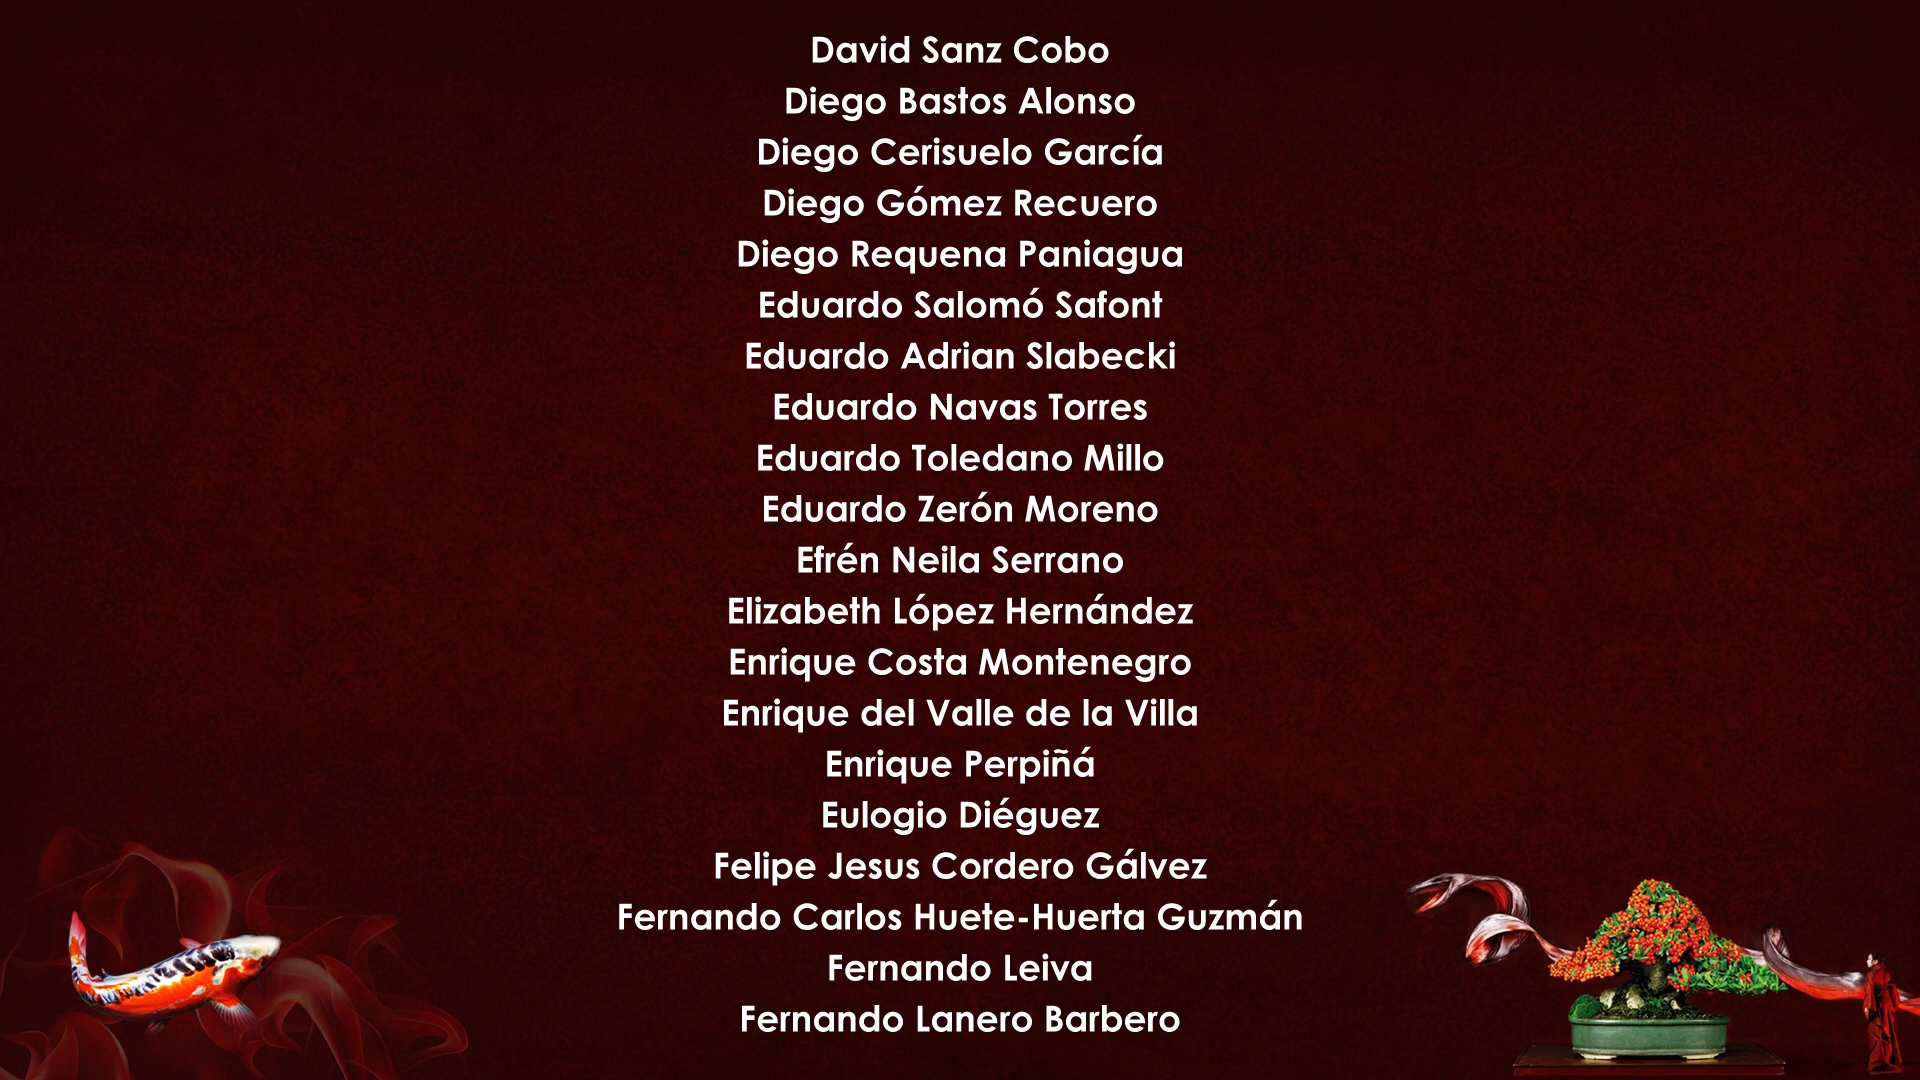 David Sanz Cobo
Diego Bastos Alonso
Diego Cerisuelo García
Diego Gómez Recuero
Diego Requena Paniagua
Eduardo Salomó Safont
Eduardo Adrian Slabecki
Eduardo Navas Torres
Eduardo Toledano Millo
Eduardo Zerón Moreno
Efrén Neila Serrano
Elizabeth López Hernández
Enrique Costa Montenegro
Enrique del Valle de la Villa
Enrique Perpiñá
Eulogio Diéguez
Felipe Jesus Cordero Gálvez
Fernando Carlos Huete-Huerta Guzmán
Fernando Leiva
Fernando Lanero Barbero